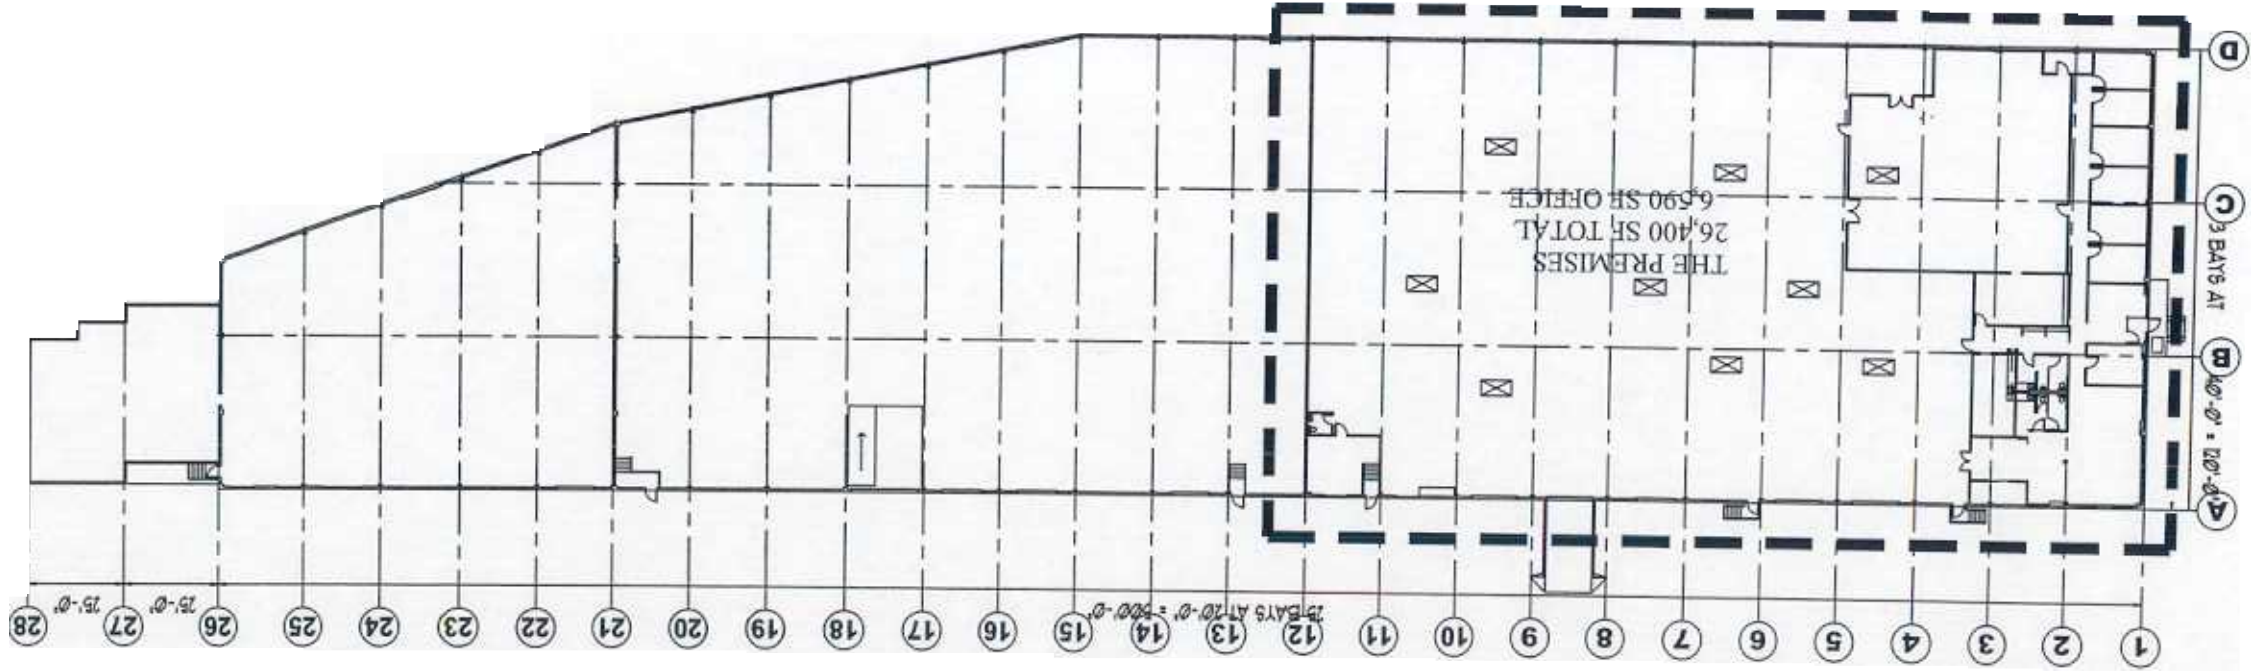 1 2 3 4 5 6 7 8 9 10 11 12 13 14 15 16 17 18 19 20 21 22 23 24 25 26 27 28
25 BAYS AT 20'-0" = 500'-0"
25'-0"
25'-0"
A
B
C
D
3 BAYS AT 40'-0" = 120'-0"
THE PREMISES
26,400 SF TOTAL
6,590 SF OFFICE